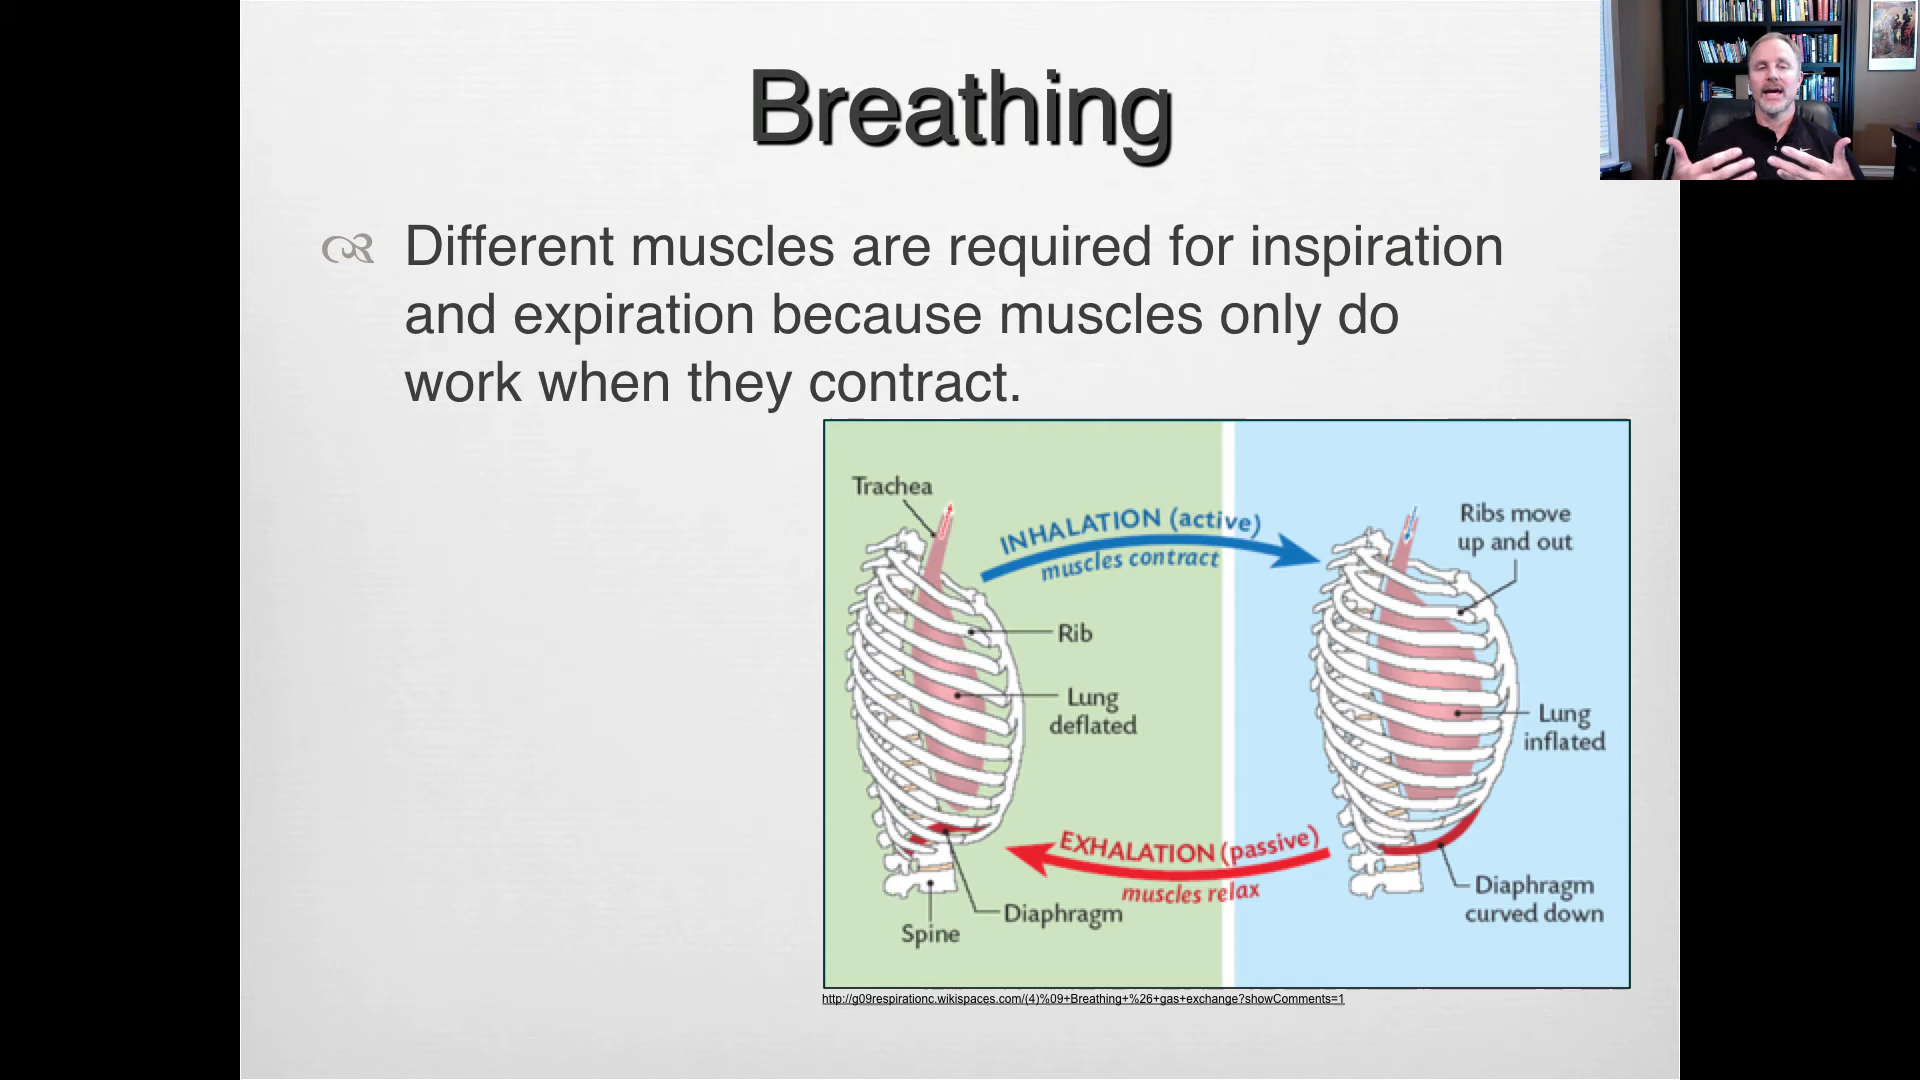 Breathing
Different muscles are required for inspiration
and expiration because muscles only do
work when they contract.
Trachea
INHALATION (active)
muscles contract
Ribs move
up and out
Rib
Lung
deflated
Lung
inflated
EXHALATION (passive)
muscles relax
Diaphragm
Spine
Diaphragm
curved down
http://g09respirationc.wikispaces.com/(4)%09+Breathing+%26+gas+exchange?showComments=1